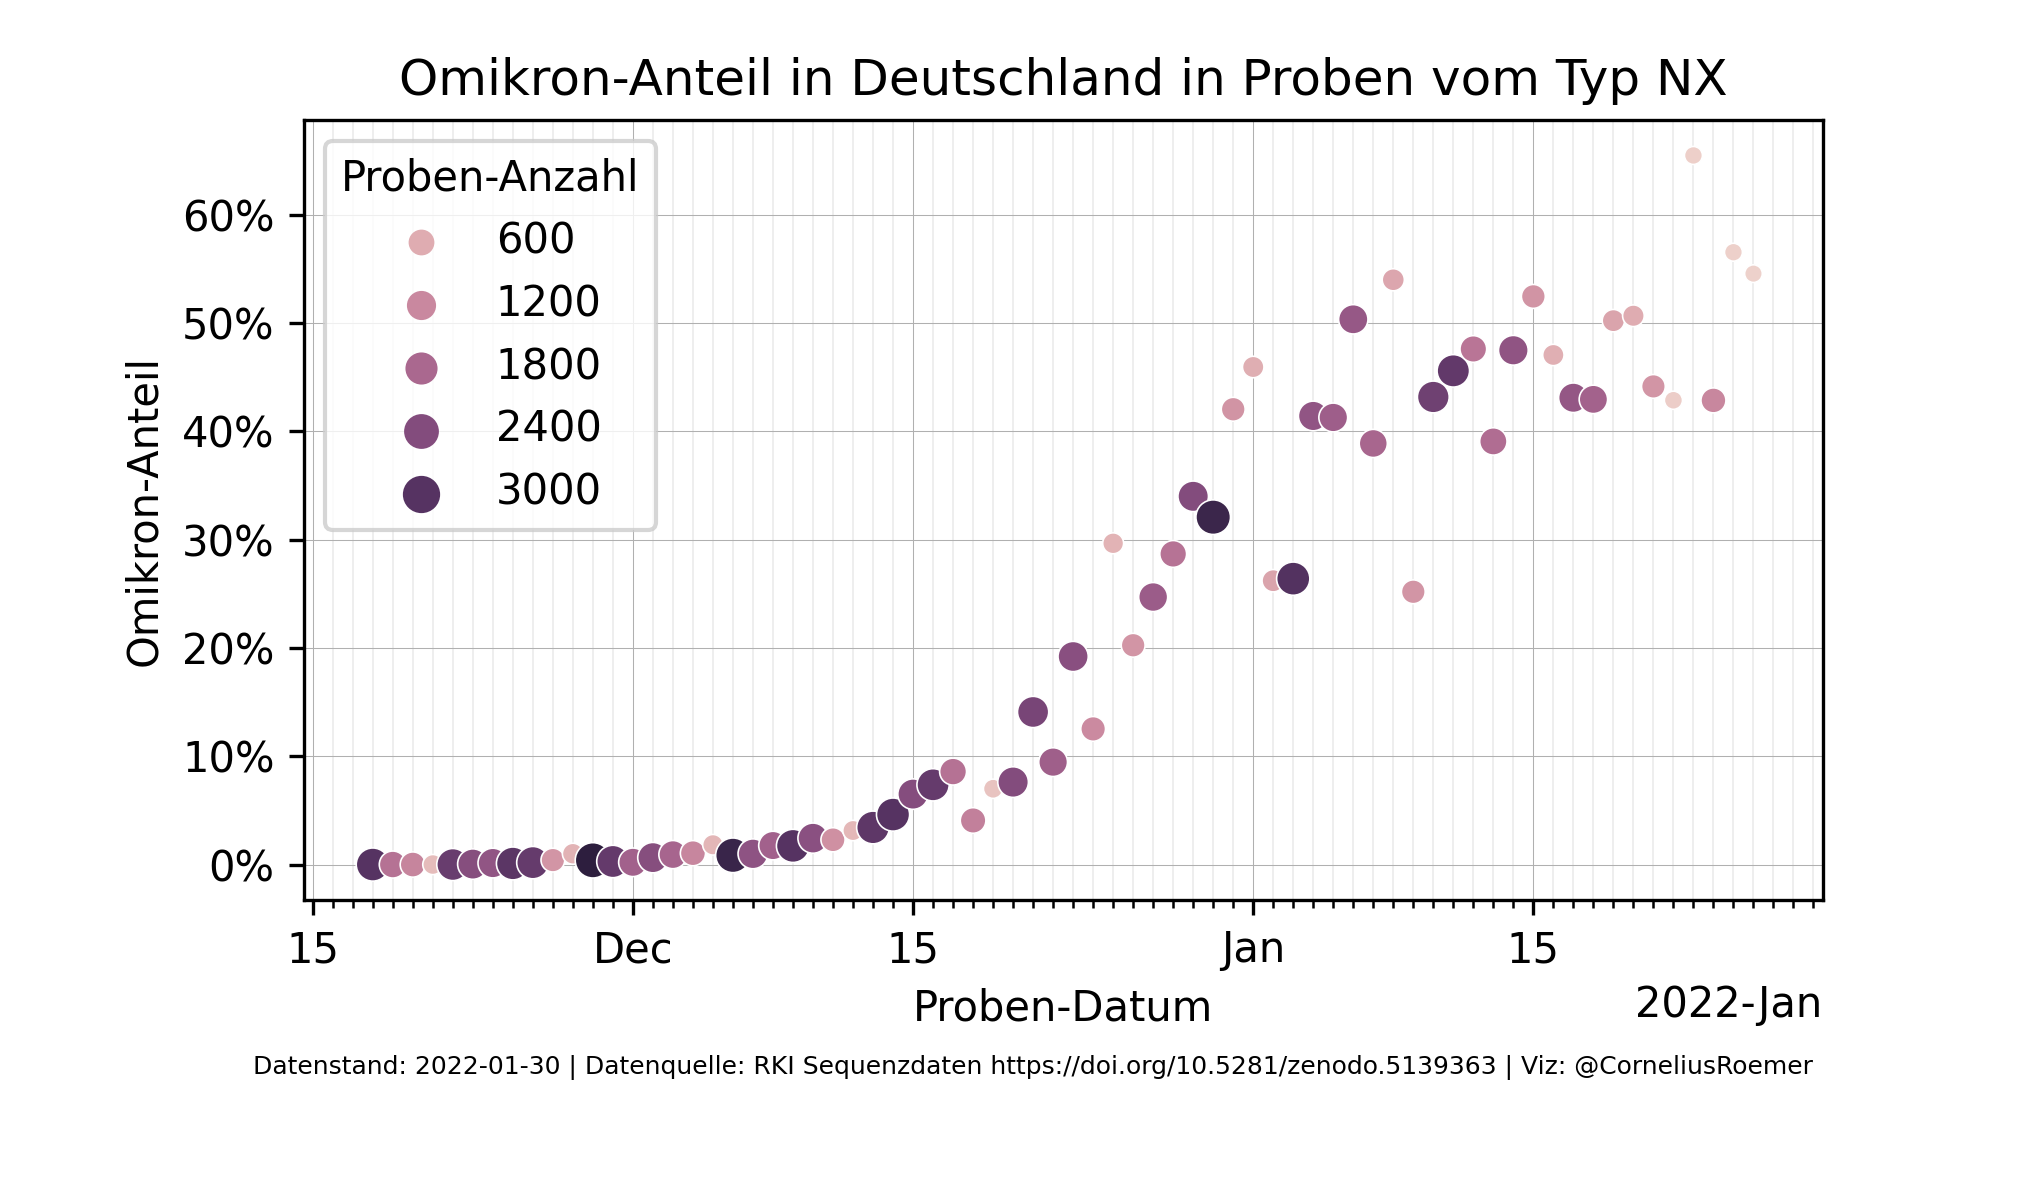 Omikron-Anteil in Deutschland in Proben vom Typ NX
Proben-Anzahl
600
1200
1800
2400
3000
Omikron-Anteil
60%
50%
40%
30%
20%
10%
0%
15 Dec 15 Jan 15
Proben-Datum
2022-Jan
Datenstand: 2022-01-30 | Datenquelle: RKI Sequenzdaten https://doi.org/10.5281/zenodo.5139363 | Viz: @CorneliusRoemer